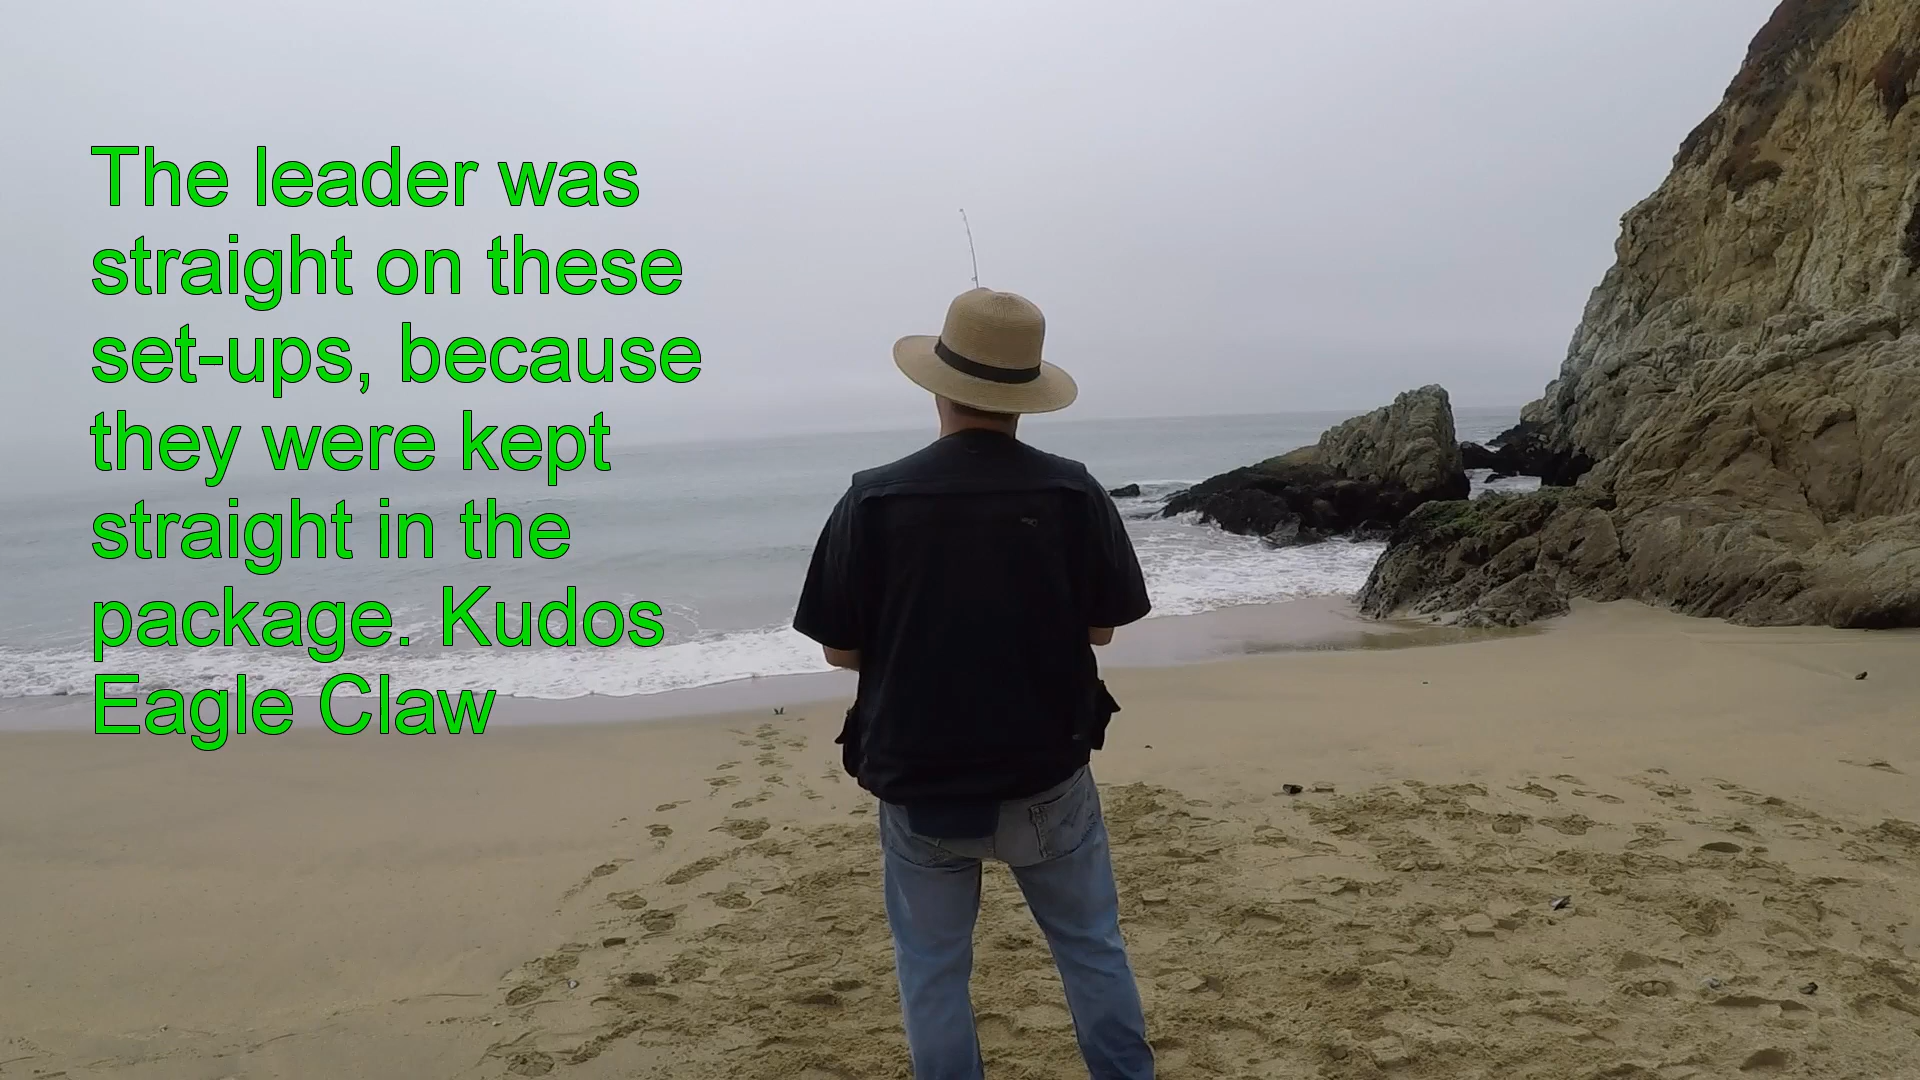 The leader was
straight on these
set-ups, because
they were kept
straight in the
package. Kudos
Eagle Claw